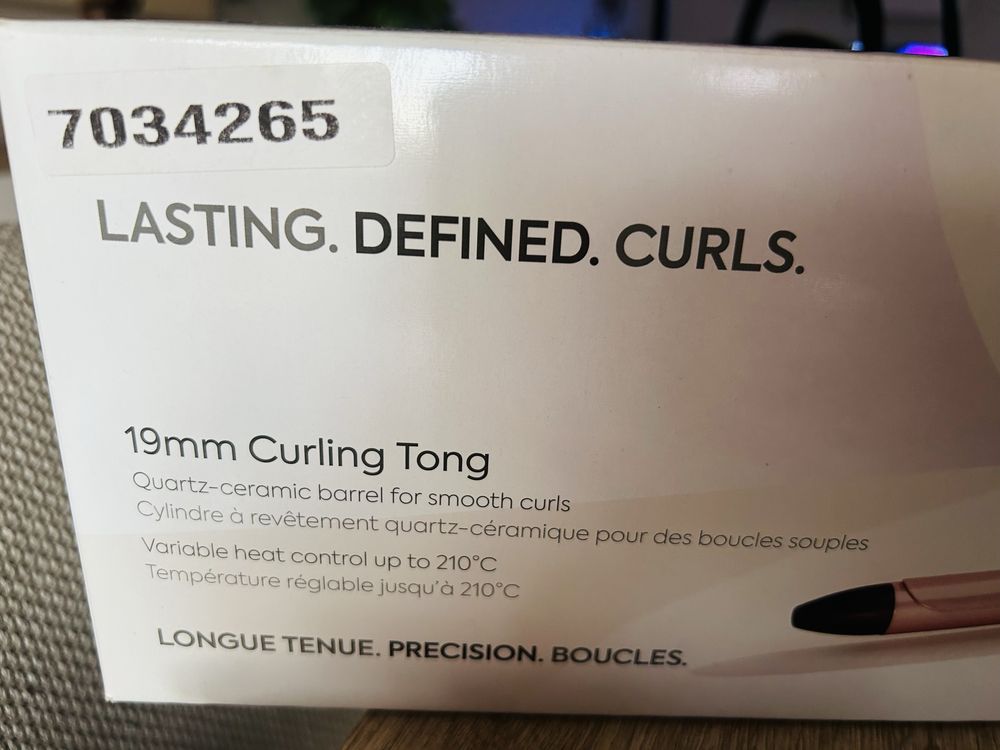 7034265
LASTING. DEFINED. CURLS.
19mm Curling Tong
Quartz-ceramic barrel for smooth curls
Cylindre à revêtement quartz-céramique pour des boucles souples
Variable heat control up to 210°C
Température réglable jusqu'à 210°C
LONGUE TENUE. PRECISION. BOUCLES.